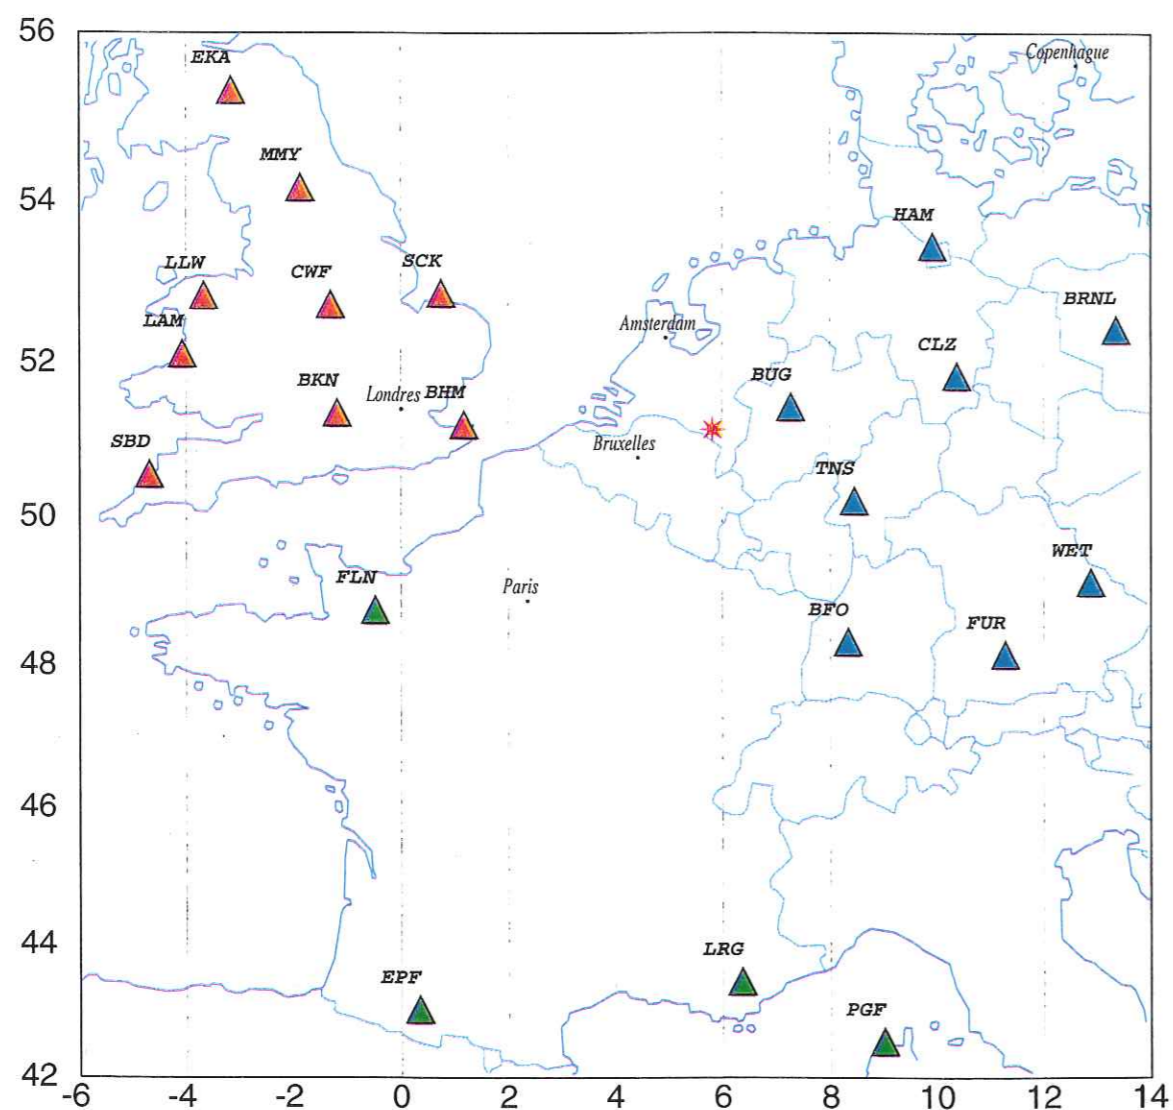 56
Copenhague
EKA
MMY
54
HAM
LLW
CWF
SCK
BRNL
LAM
Amsterdam
52
CLZ
BUG
BKN
Londres
BHM
SBD
Bruxelles
TNS
50
WET
FLN
Paris
BFO
FUR
48
46
44
EPF
LRG
PGF
42
-6 -4 -2 0 2 4 6 8 10 12 14